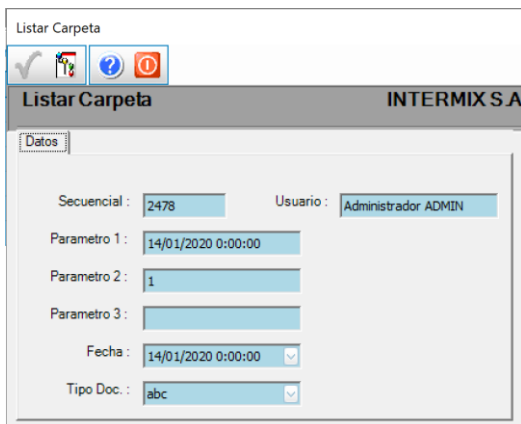 Listar Carpeta
Listar Carpeta INTERMIX S.A
Datos
Secuencial : 2478 Usuario : Administrador ADMIN
Parametro 1 : 14/01/2020 0:00:00
Parametro 2 : 1
Parametro 3 :
Fecha : 14/01/2020 0:00:00
Tipo Doc. : abc